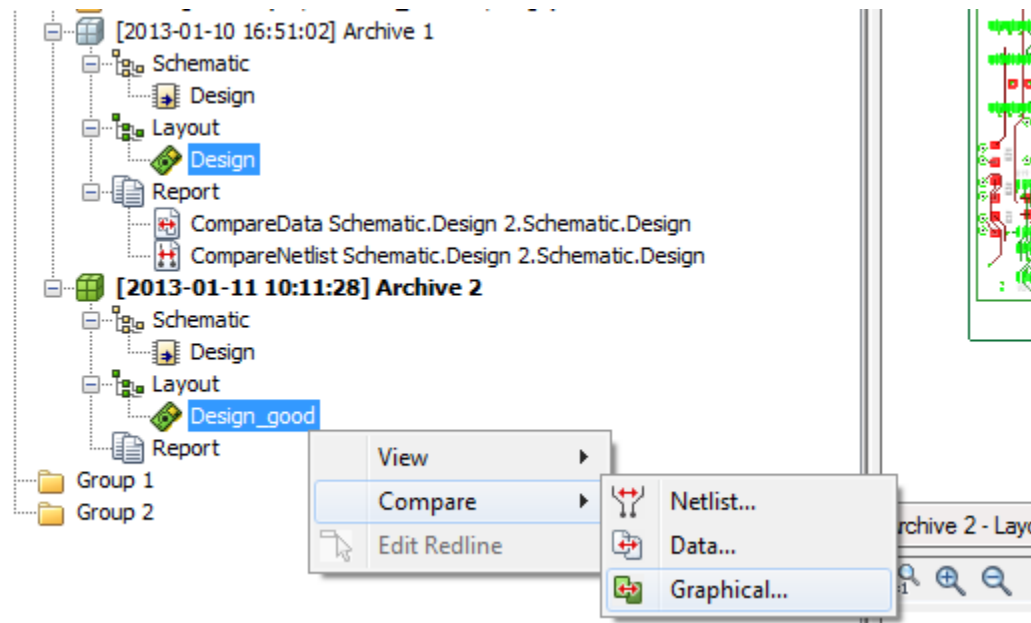 [2013-01-10 16:51:02] Archive 1
Schematic
Design
Layout
Design
Report
CompareData Schematic.Design 2.Schematic.Design
CompareNetlist Schematic.Design 2.Schematic.Design
[2013-01-11 10:11:28] Archive 2
Schematic
Design
Layout
Design_good
Report
View
Group 1
Compare
Netlist...
Group 2
rchive 2 - Layo
Edit Redline
Data...
Graphical...